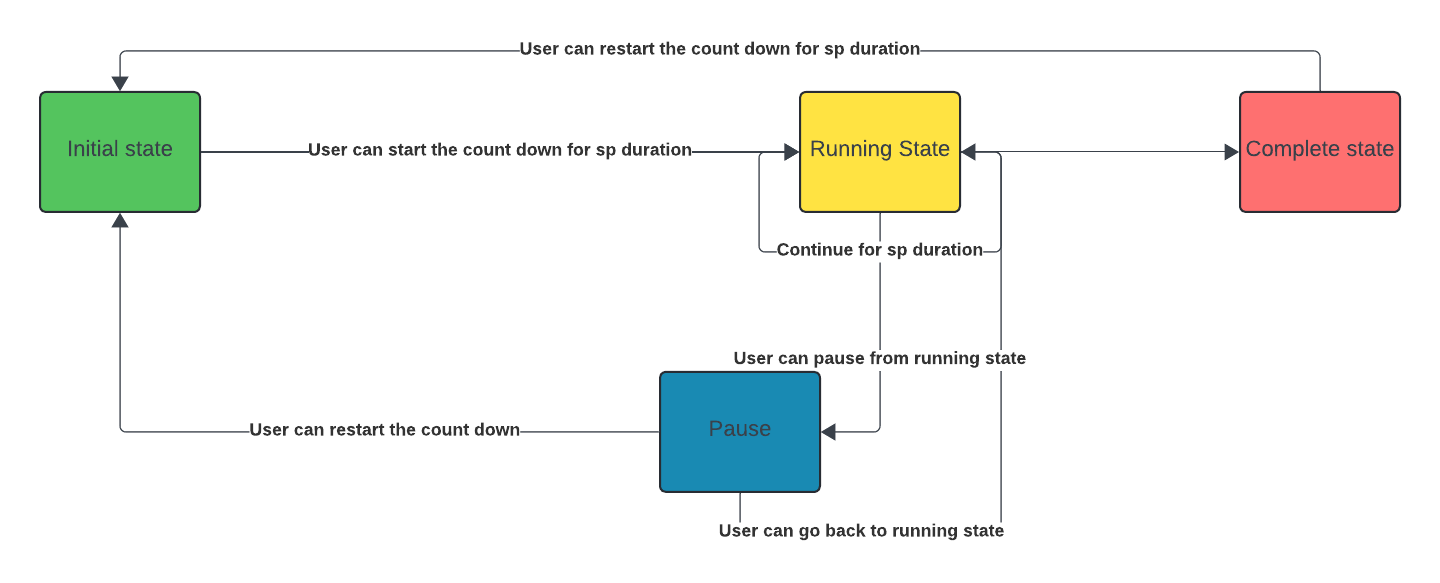 User can restart the count down for sp duration
Initial state
User can start the count down for sp duration
Running State
Complete state
Continue for sp duration
User can pause from running state
User can restart the count down
Pause
User can go back to running state